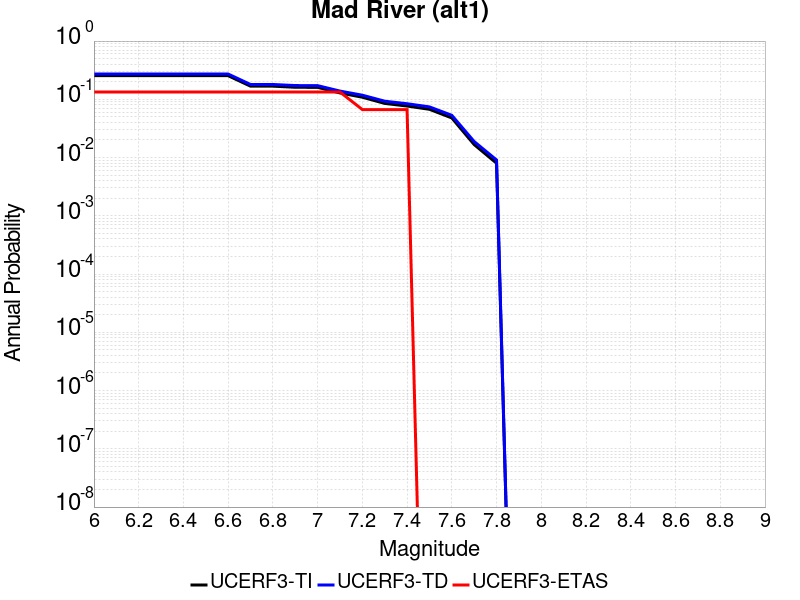 Mad River (alt1)
Annual Probability
10^0
10^-1
10^-2
10^-3
10^-4
10^-5
10^-6
10^-7
10^-8
6 6.2 6.4 6.6 6.8 7 7.2 7.4 7.6 7.8 8 8.2 8.4 8.6 8.8 9
Magnitude
UCERF3-TI UCERF3-TD UCERF3-ETAS